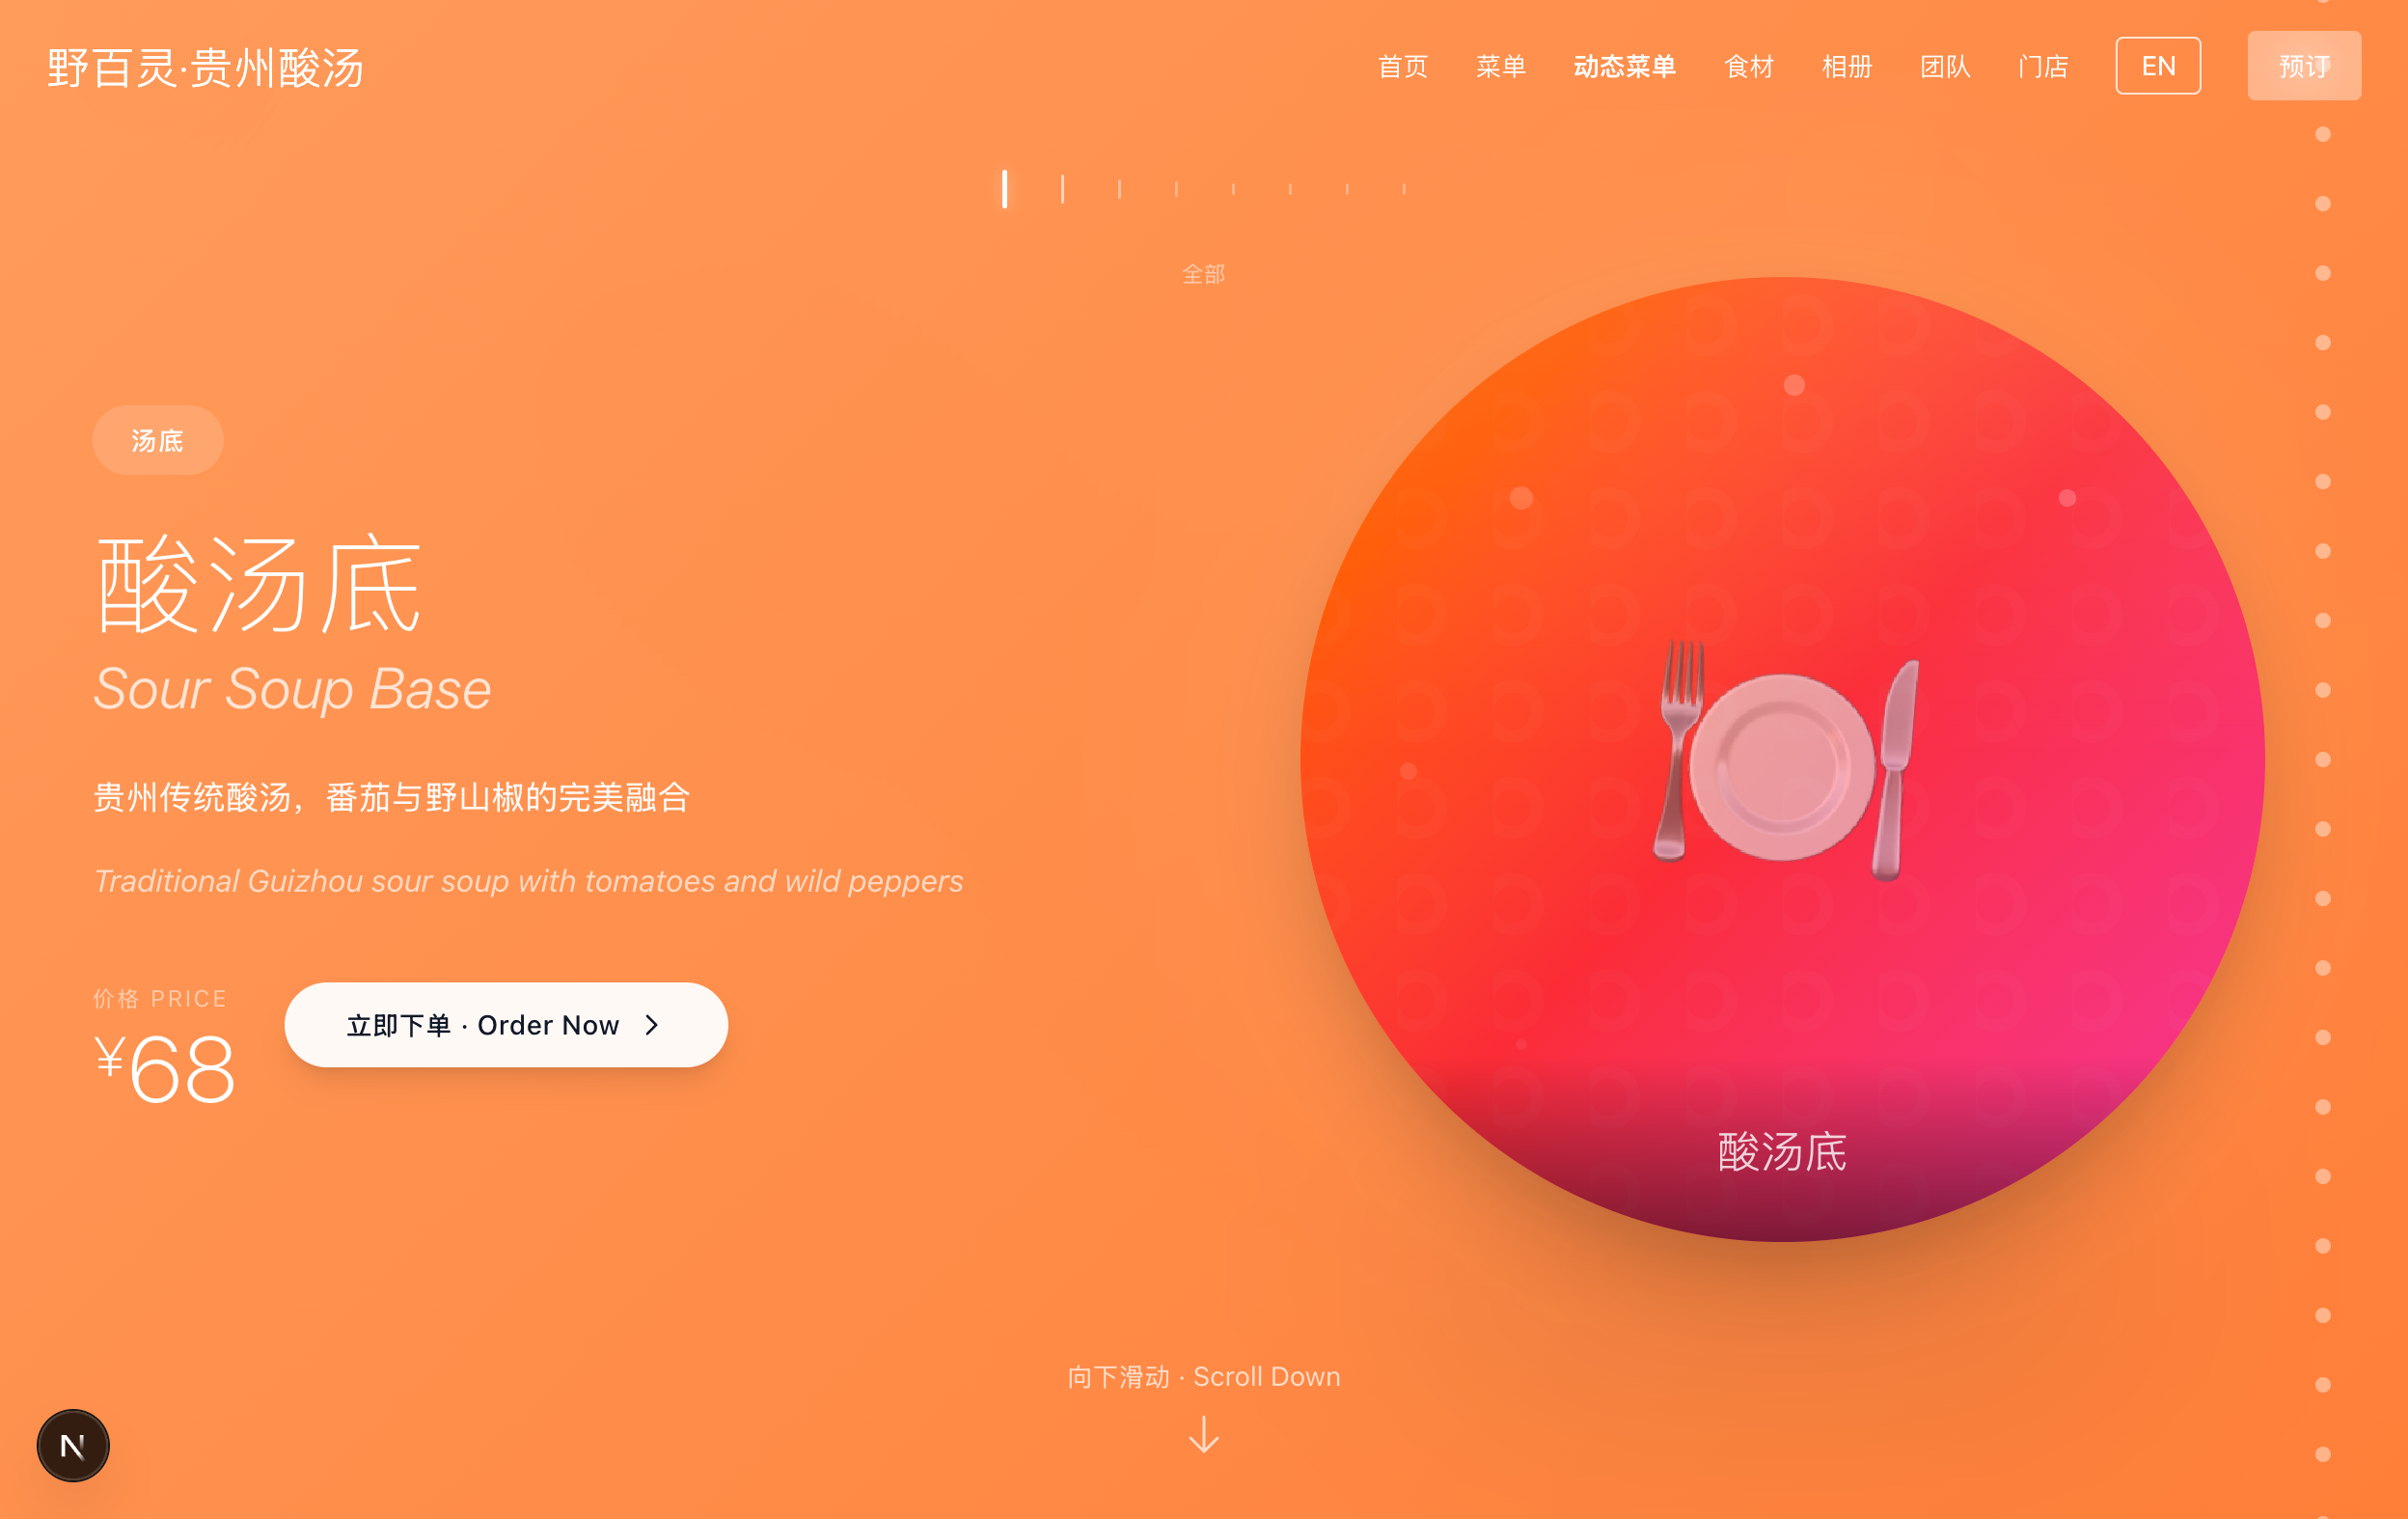 野百灵·贵州酸汤
首页 菜单 动态菜单 食材 相册 团队 门店 EN 预订
全部
汤底
酸汤底
Sour Soup Base
贵州传统酸汤，番茄与野山椒的完美融合
Traditional Guizhou sour soup with tomatoes and wild peppers
价格 PRICE
¥68
立即下单 · Order Now
酸汤底
向下滑动 · Scroll Down
N